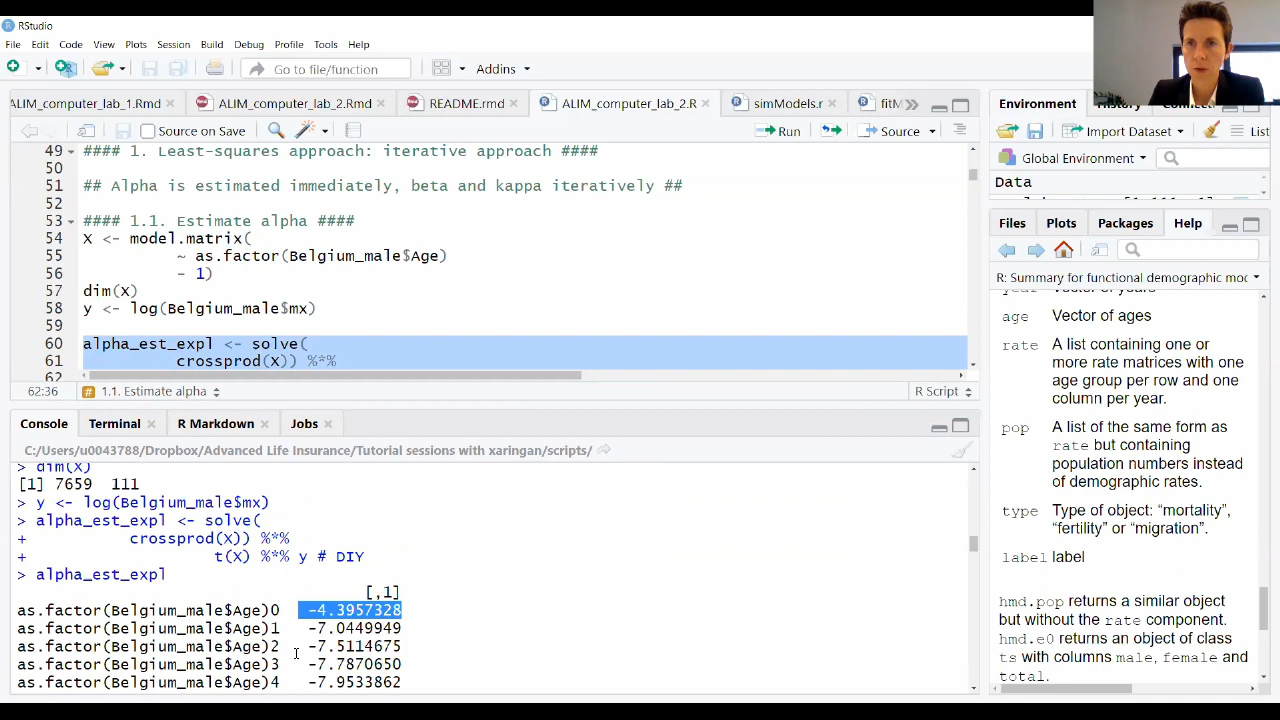 RStudio
File Edit Code View Plots Session Build Debug Profile Tools Help
Go to file/function Addins
ALIM_computer_lab_1.Rmd ALIM_computer_lab_2.Rmd README.rmd ALIM_computer_lab_2.R simModels.r fitM
Source on Save Run Source
49 #### 1. Least-squares approach: iterative approach ####
50
51 ## Alpha is estimated immediately, beta and kappa iteratively ##
52
53 #### 1.1. Estimate alpha ####
54 X <- model.matrix(
55 ~ as.factor(Belgium_male$Age)
56 - 1)
57 dim(X)
58 y <- log(Belgium_male$mx)
59
60 alpha_est_expl <- solve(
61 crossprod(X)) %*%
62
62:36 1.1. Estimate alpha R Script
Console Terminal R Markdown Jobs
C:/Users/u0043788/Dropbox/Advanced Life Insurance/Tutorial sessions with xaringan/scripts/
> dim(X)
[1] 7659 111
> y <- log(Belgium_male$mx)
> alpha_est_expl <- solve(
+ crossprod(X)) %*%
+ t(X) %*% y # DIY
> alpha_est_expl
[,1]
as.factor(Belgium_male$Age)0 -4.3957328
as.factor(Belgium_male$Age)1 -7.0449949
as.factor(Belgium_male$Age)2 -7.5114675
as.factor(Belgium_male$Age)3 -7.7870650
as.factor(Belgium_male$Age)4 -7.9533862
Environment
Import Dataset List
Global Environment
Data
Files Plots Packages Help
R: Summary for functional demographic moc
age Vector of ages
rate A list containing one or
more rate matrices with one
age group per row and one
column per year.
pop A list of the same form as
rate but containing
population numbers instead
of demographic rates.
type Type of object: “mortality”,
“fertility” or “migration”.
label label
hmd.pop returns a similar object
but without the rate component.
hmd.e0 returns an object of class
ts with columns male, female and
total.